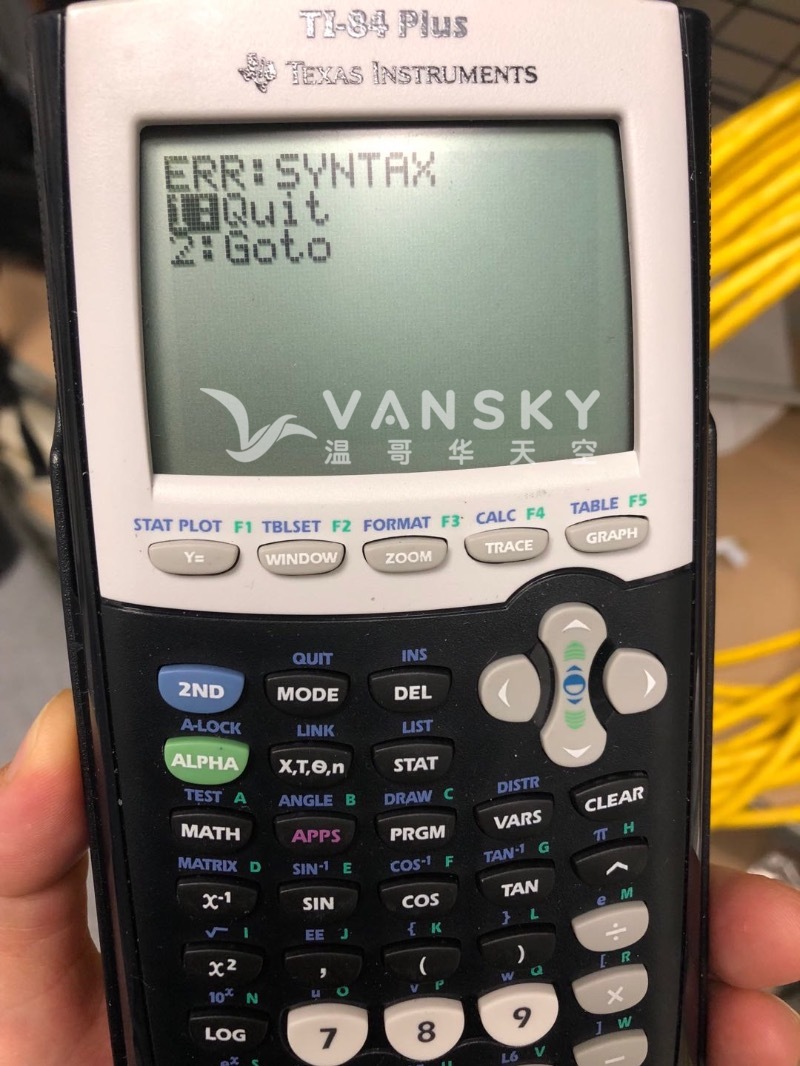 TI-84 Plus
TEXAS INSTRUMENTS
ERR:SYNTAX
1:Quit
2:Goto
VANSKY
温哥华天空
STAT PLOT F1 TBLSET F2 FORMAT F3 CALC F4 TABLE F5
Y= WINDOW ZOOM TRACE GRAPH
QUIT INS
2ND MODE DEL
A-LOCK LINK LIST
ALPHA X,T,θ,n STAT
TEST A ANGLE B DRAW C DISTR
MATH APPS PRGM VARS CLEAR
MATRIX D SIN⁻¹ E COS⁻¹ F TAN⁻¹ G π H
x⁻¹ SIN COS TAN ^
√ I EE J { K } L e M
x² , ( ) ÷
10ˣ N u O v P w Q [ R
LOG 7 8 9 ×
eˣ S L6 V ] W
−